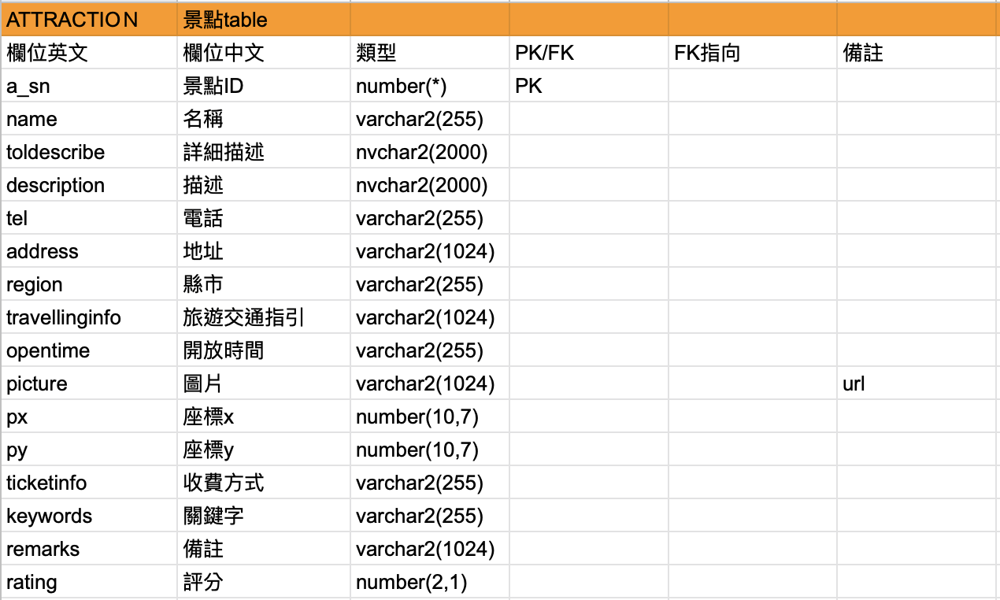 ATTRACTION 景點table
欄位英文 欄位中文 類型 PK/FK FK指向 備註
a_sn 景點ID number(*) PK
name 名稱 varchar2(255)
toldescribe 詳細描述 nvchar2(2000)
description 描述 nvchar2(2000)
tel 電話 varchar2(255)
address 地址 varchar2(1024)
region 縣市 varchar2(255)
travellinginfo 旅遊交通指引 varchar2(1024)
opentime 開放時間 varchar2(255)
picture 圖片 varchar2(1024) url
px 座標x number(10,7)
py 座標y number(10,7)
ticketinfo 收費方式 varchar2(255)
keywords 關鍵字 varchar2(255)
remarks 備註 varchar2(1024)
rating 評分 number(2,1)